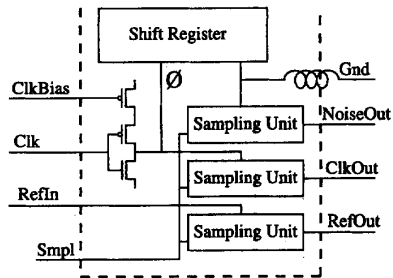 Shift Register
Ø
Gnd
ClkBias
NoiseOut
Sampling Unit
Clk
ClkOut
Sampling Unit
RefIn
RefOut
Sampling Unit
Smpl